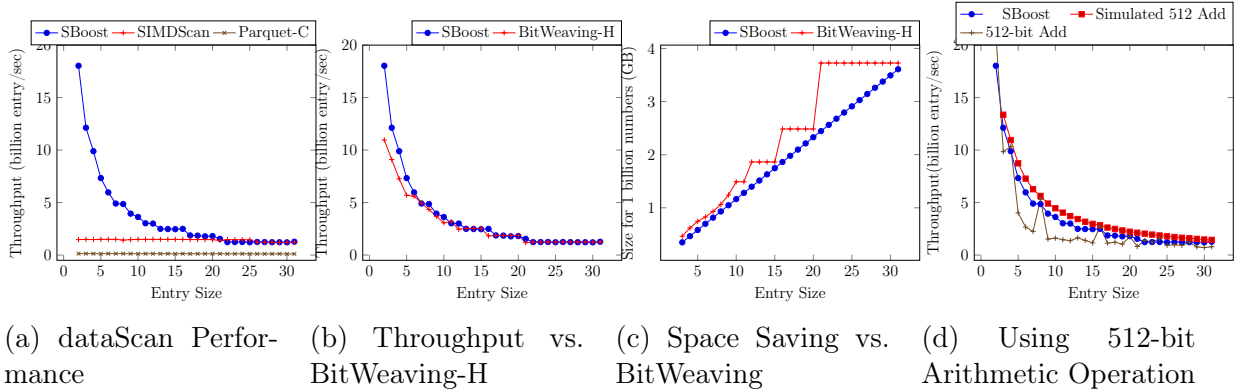 SBoost SIMDScan Parquet-C
Throughput (billion entry/sec)
20
15
10
5
0
0 5 10 15 20 25 30
Entry Size
(a) dataScan Perfor-
mance
SBoost BitWeaving-H
Throughput (billion entry/sec)
20
15
10
5
0
0 5 10 15 20 25 30
Entry Size
(b) Throughput vs.
BitWeaving-H
SBoost BitWeaving-H
Size for 1 billion numbers (GB)
4
3
2
1
5 10 15 20 25 30
Entry Size
(c) Space Saving vs.
BitWeaving
SBoost Simulated 512 Add
512-bit Add
Throughput(billion entry/sec)
20
15
10
5
0
0 5 10 15 20 25 30
Entry Size
(d) Using 512-bit
Arithmetic Operation